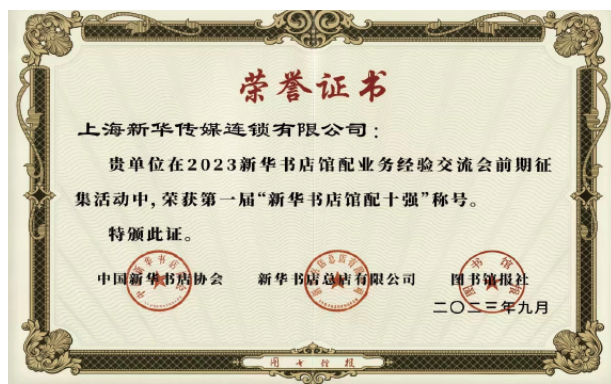 荣誉证书
上海新华传媒连锁有限公司：
贵单位在2023新华书店馆配业务经验交流会前期征
集活动中，荣获第一届“新华书店馆配十强”称号。
特颁此证。
中国新华书店协会 新华书店总店有限公司 图书馆报社
二〇二三年九月